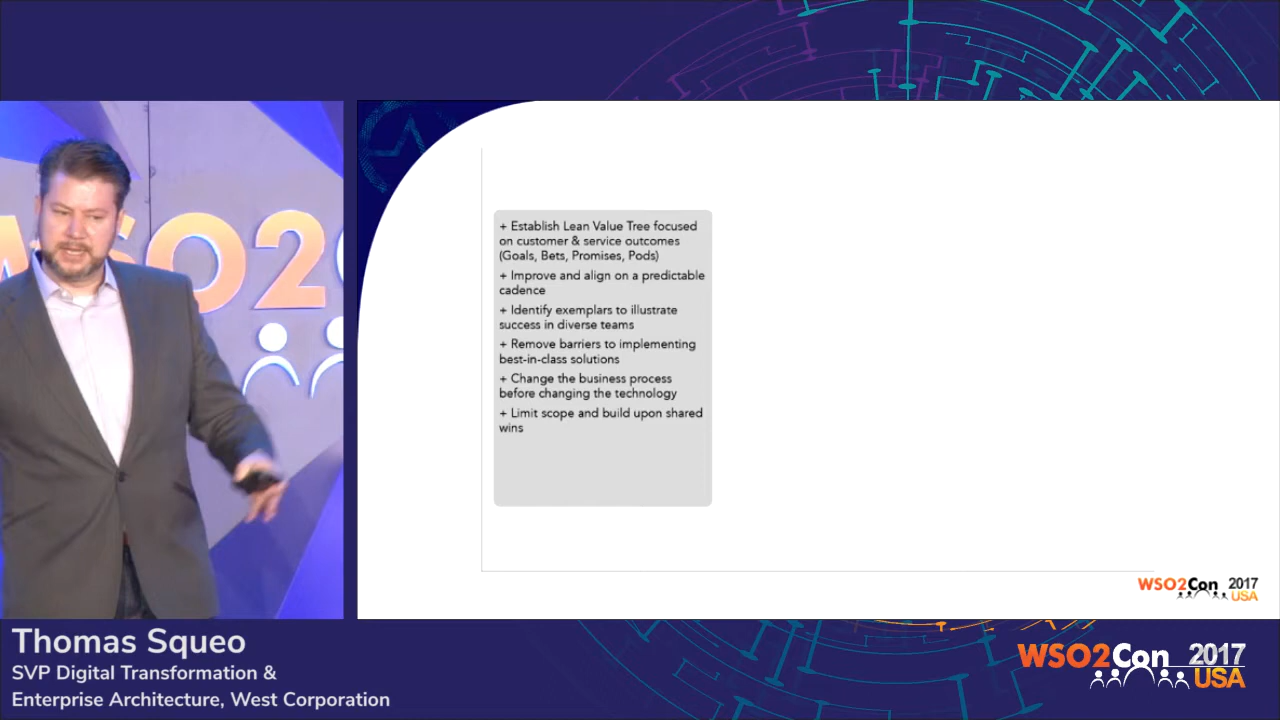 WSO2
+ Establish Lean Value Tree focused
on customer & service outcomes
(Goals, Bets, Promises, Pods)
+ Improve and align on a predictable
cadence
+ Identify exemplars to illustrate
success in diverse teams
+ Remove barriers to implementing
best-in-class solutions
+ Change the business process
before changing the technology
+ Limit scope and build upon shared
wins
WSO2Con 2017
USA
Thomas Squeo
SVP Digital Transformation &
Enterprise Architecture, West Corporation
WSO2Con 2017
USA